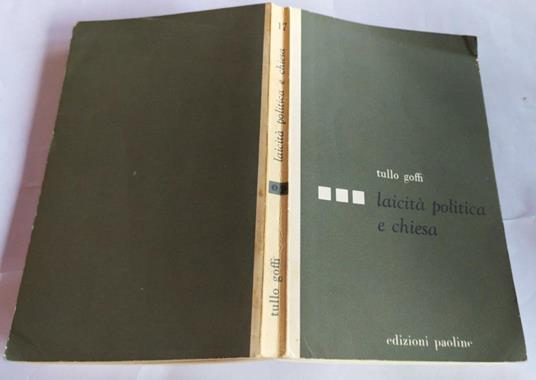 17
laicità politica e chiesa
tullo goffi
tullo goffi
laicità politica
e chiesa
edizioni paoline